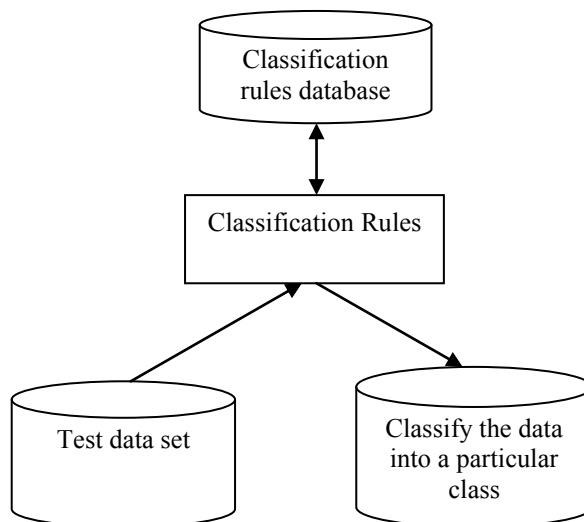 Classification
rules database
Classification Rules
Test data set
Classify the data
into a particular
class